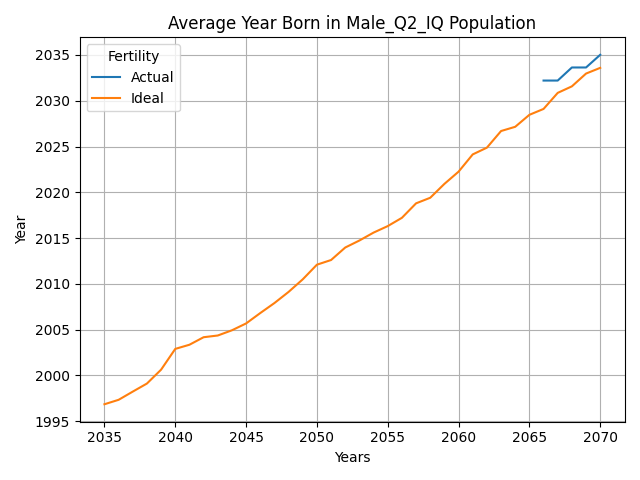 Average Year Born in Male_Q2_IQ Population
Fertility
Actual
Ideal
Year
2035
2030
2025
2020
2015
2010
2005
2000
1995
2035 2040 2045 2050 2055 2060 2065 2070
Years